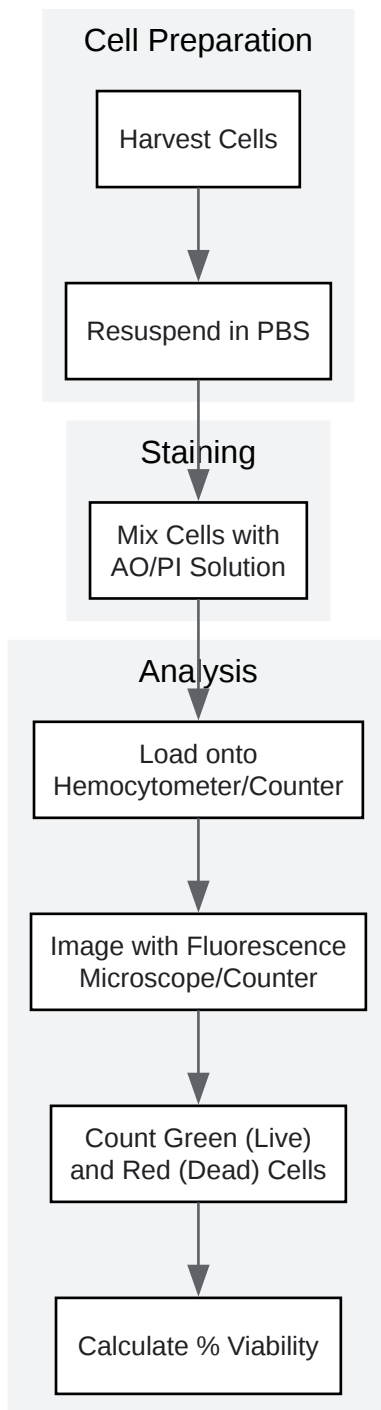 Cell Preparation
Harvest Cells
Resuspend in PBS
Staining
Mix Cells with
AO/PI Solution
Analysis
Load onto
Hemocytometer/Counter
Image with Fluorescence
Microscope/Counter
Count Green (Live)
and Red (Dead) Cells
Calculate % Viability